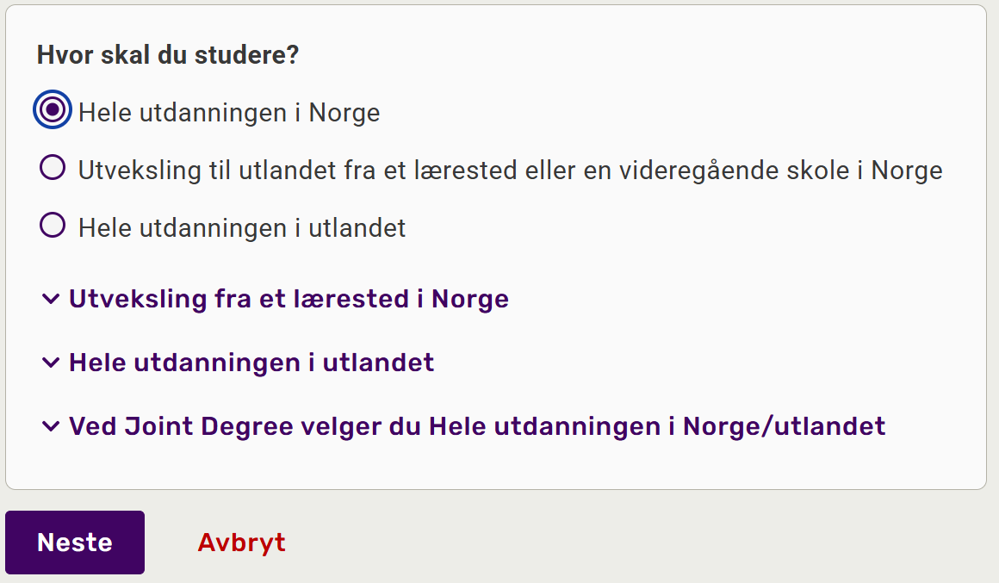 Hvor skal du studere?
Hele utdanningen i Norge
Utveksling til utlandet fra et lærested eller en videregående skole i Norge
Hele utdanningen i utlandet
Utveksling fra et lærested i Norge
Hele utdanningen i utlandet
Ved Joint Degree velger du Hele utdanningen i Norge/utlandet
Neste
Avbryt